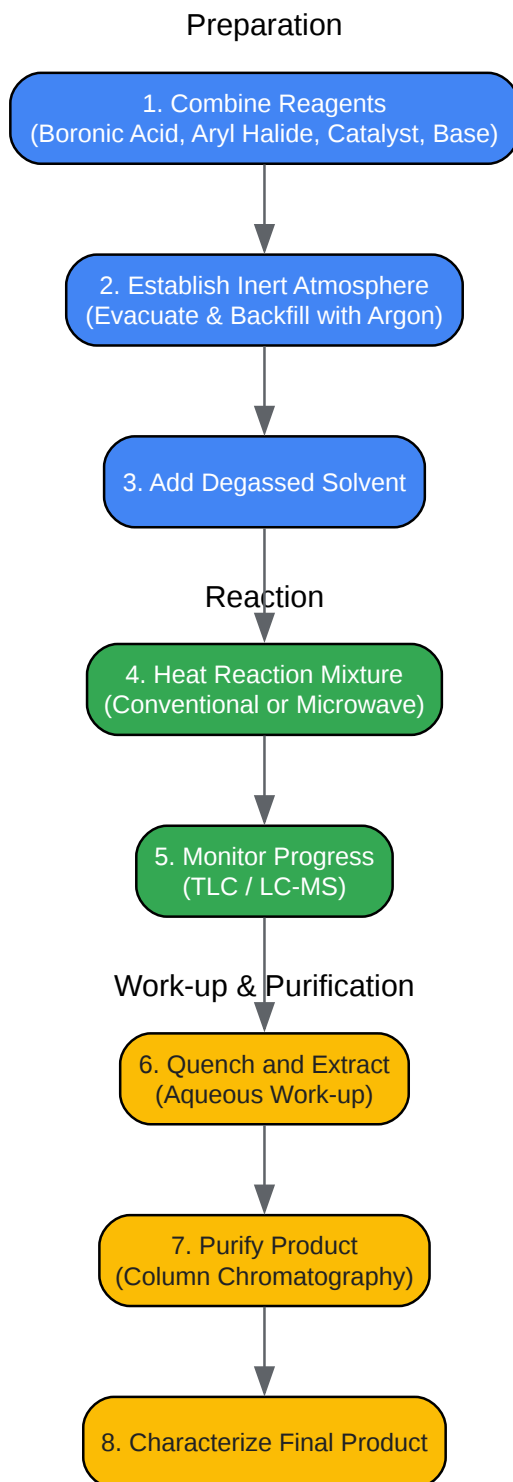 Preparation
1. Combine Reagents
(Boronic Acid, Aryl Halide, Catalyst, Base)
2. Establish Inert Atmosphere
(Evacuate & Backfill with Argon)
3. Add Degassed Solvent
Reaction
4. Heat Reaction Mixture
(Conventional or Microwave)
5. Monitor Progress
(TLC / LC-MS)
Work-up & Purification
6. Quench and Extract
(Aqueous Work-up)
7. Purify Product
(Column Chromatography)
8. Characterize Final Product